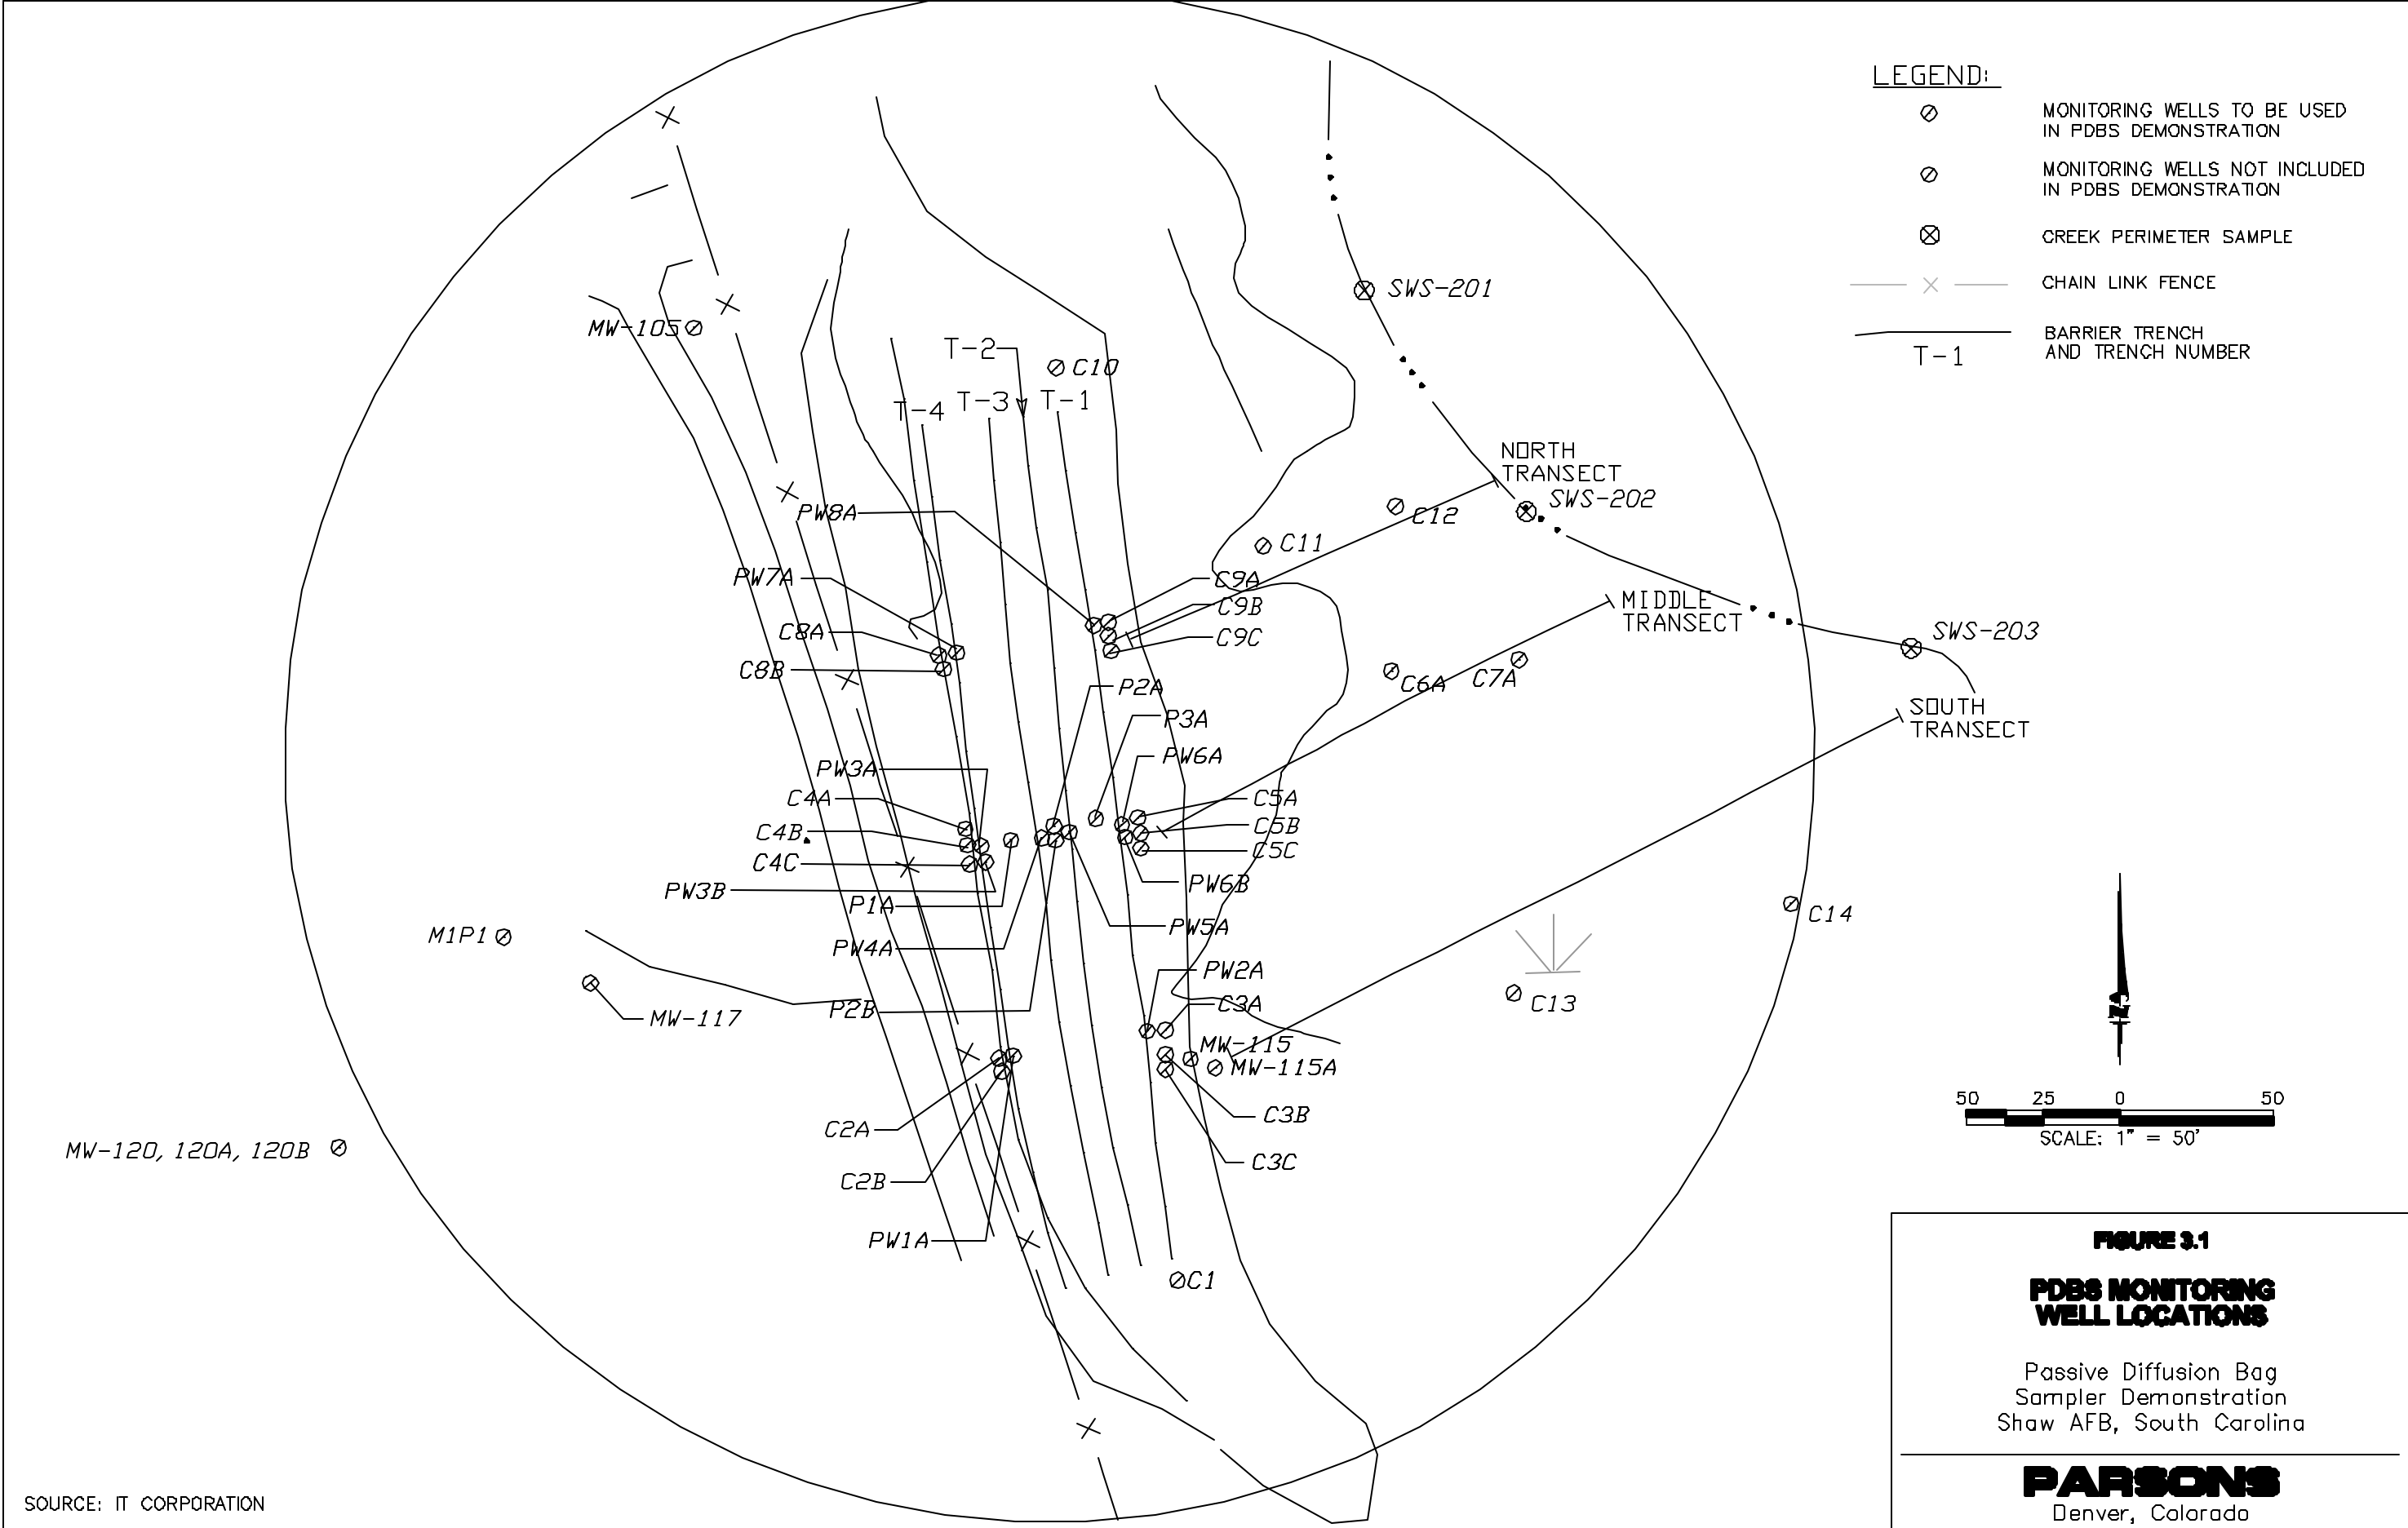 LEGEND:
MONITORING WELLS TO BE USED
IN PDBS DEMONSTRATION
MONITORING WELLS NOT INCLUDED
IN PDBS DEMONSTRATION
CREEK PERIMETER SAMPLE
CHAIN LINK FENCE
BARRIER TRENCH
AND TRENCH NUMBER
T-1
SWS-201
MW-105
T-2
C10
T-4
T-3
T-1
NORTH
TRANSECT
SWS-202
PW8A
C12
C11
PW7A
C9A
C9B
C9C
MIDDLE
TRANSECT
SWS-203
C8A
C8B
P2A
C6A
C7A
P3A
SOUTH
TRANSECT
PW6A
PW3A
C4A
C5A
C4B
C5B
C4C
C5C
PW3B
PW6B
P1A
C14
M1P1
PW4A
PW5A
PW2A
MW-117
P2B
C3A
C13
MW-115
MW-115A
C3B
C2A
MW-120, 120A, 120B
C3C
C2B
PW1A
C1
N
50 25 0 50
SCALE: 1" = 50'
FIGURE 3.1
PDBS MONITORING
WELL LOCATIONS
Passive Diffusion Bag
Sampler Demonstration
Shaw AFB, South Carolina
PARSONS
Denver, Colorado
SOURCE: IT CORPORATION